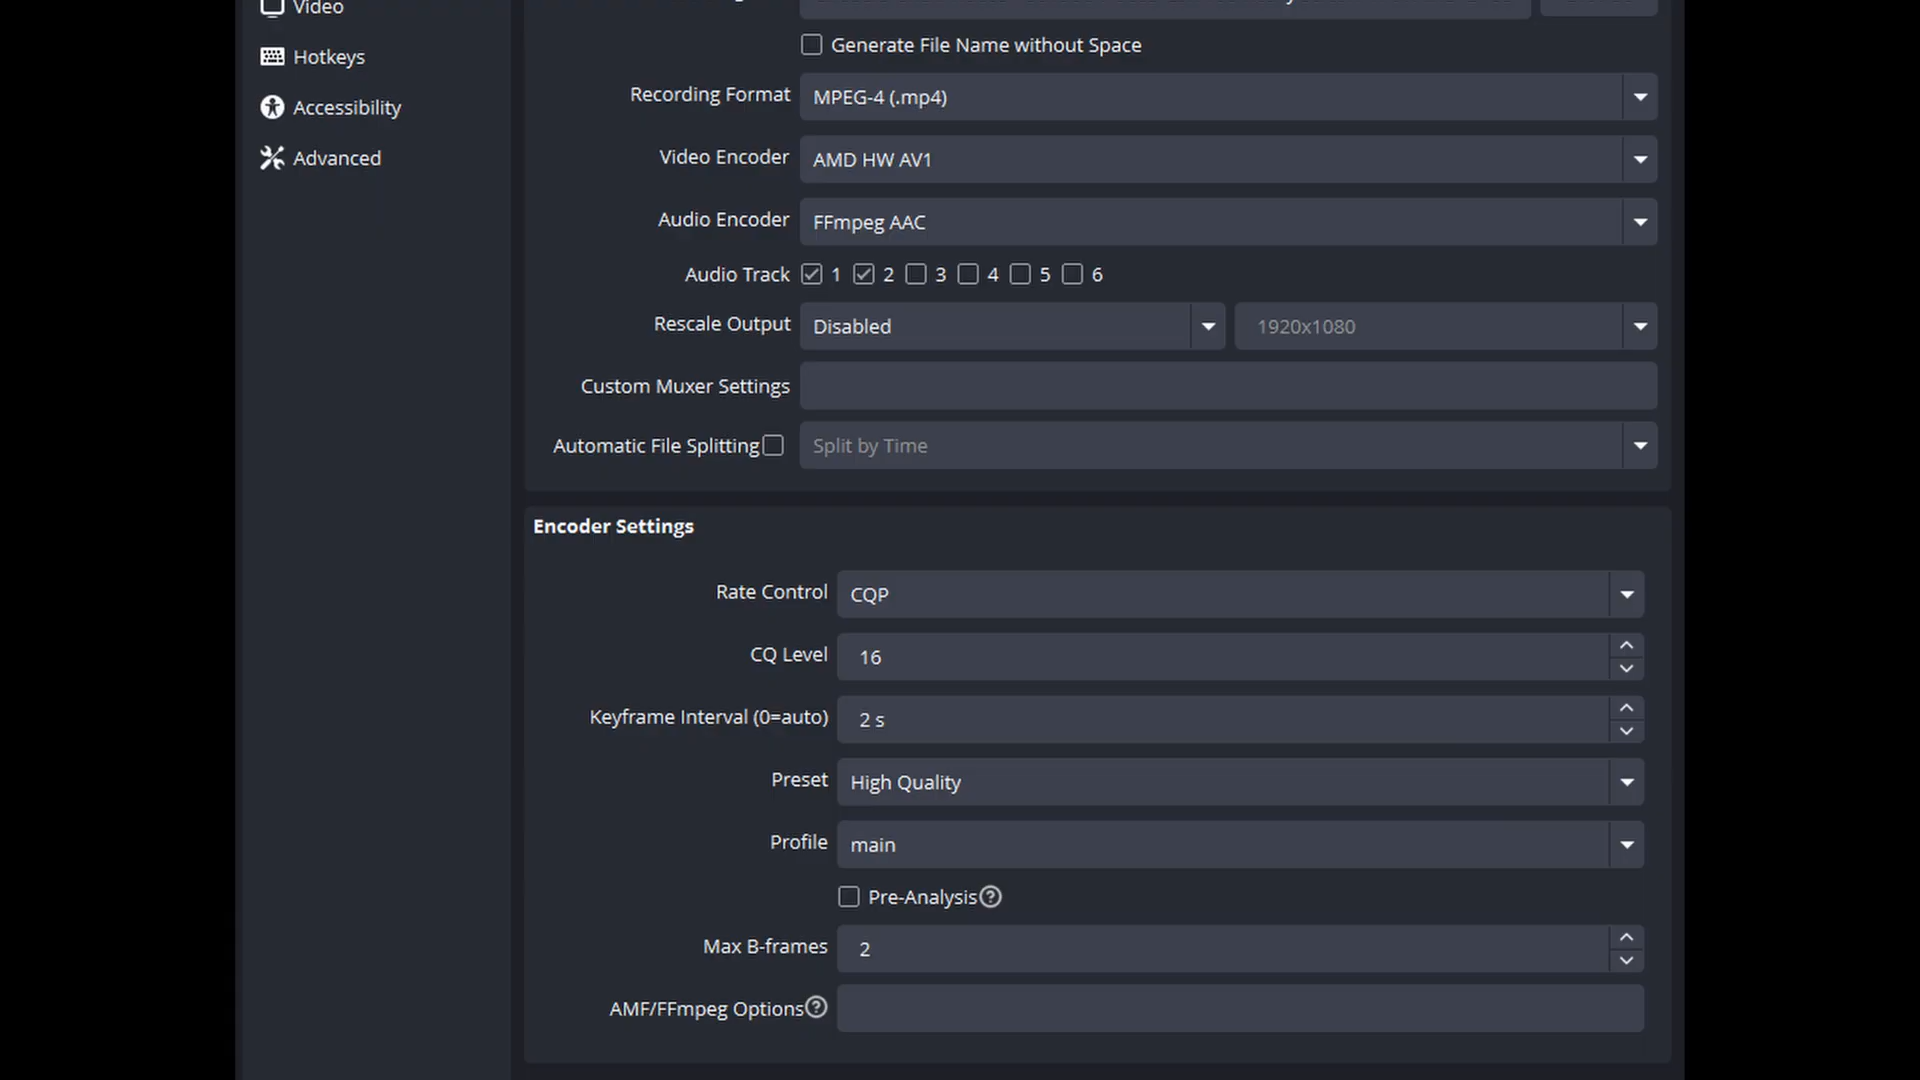 Video
Hotkeys
Accessibility
Advanced
Generate File Name without Space
Recording Format MPEG-4 (.mp4)
Video Encoder AMD HW AV1
Audio Encoder FFmpeg AAC
Audio Track 1 2 3 4 5 6
Rescale Output Disabled 1920x1080
Custom Muxer Settings
Automatic File Splitting Split by Time
Encoder Settings
Rate Control CQP
CQ Level 16
Keyframe Interval (0=auto) 2 s
Preset High Quality
Profile main
Pre-Analysis
Max B-frames 2
AMF/FFmpeg Options